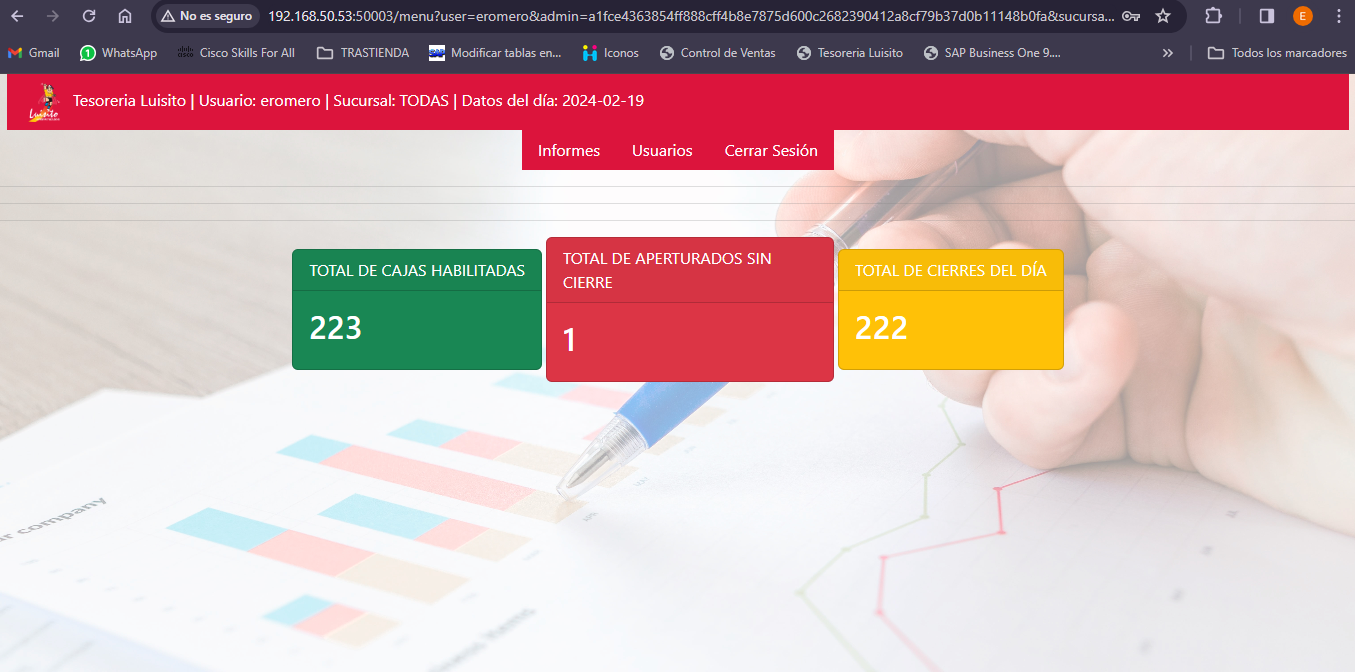 No es seguro
192.168.50.53:50003/menu?user=eromero&admin=a1fce4363854ff888cff4b8e7875d600c2682390412a8cf79b37d0b11148b0fa&sucursa...
E
Gmail
1 WhatsApp
cisco Cisco Skills For All
TRASTIENDA
SAP Modificar tablas en...
Iconos
Control de Ventas
Tesoreria Luisito
SAP Business One 9....
»
Todos los marcadores
Luisito
Tesoreria Luisito | Usuario: eromero | Sucursal: TODAS | Datos del día: 2024-02-19
Informes Usuarios Cerrar Sesión
TOTAL DE CAJAS HABILITADAS
223
TOTAL DE APERTURADOS SIN
CIERRE
1
TOTAL DE CIERRES DEL DÍA
222
company